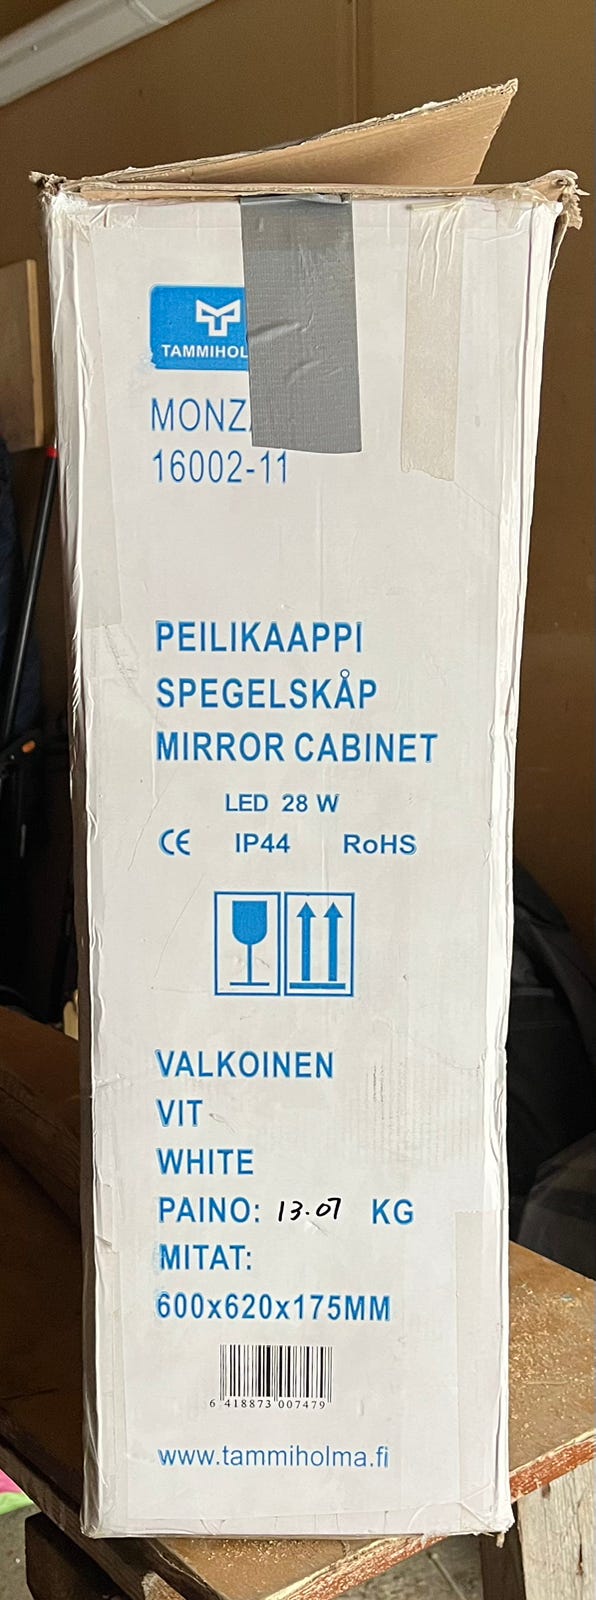 TAMMIHOL
MONZ
16002-11
PEILIKAAPPI
SPEGELSKÅP
MIRROR CABINET
LED 28 W
CE IP44 RoHS
VALKOINEN
VIT
WHITE
PAINO: 13.07 KG
MITAT:
600x620x175MM
6 418873 007479
www.tammiholma.fi